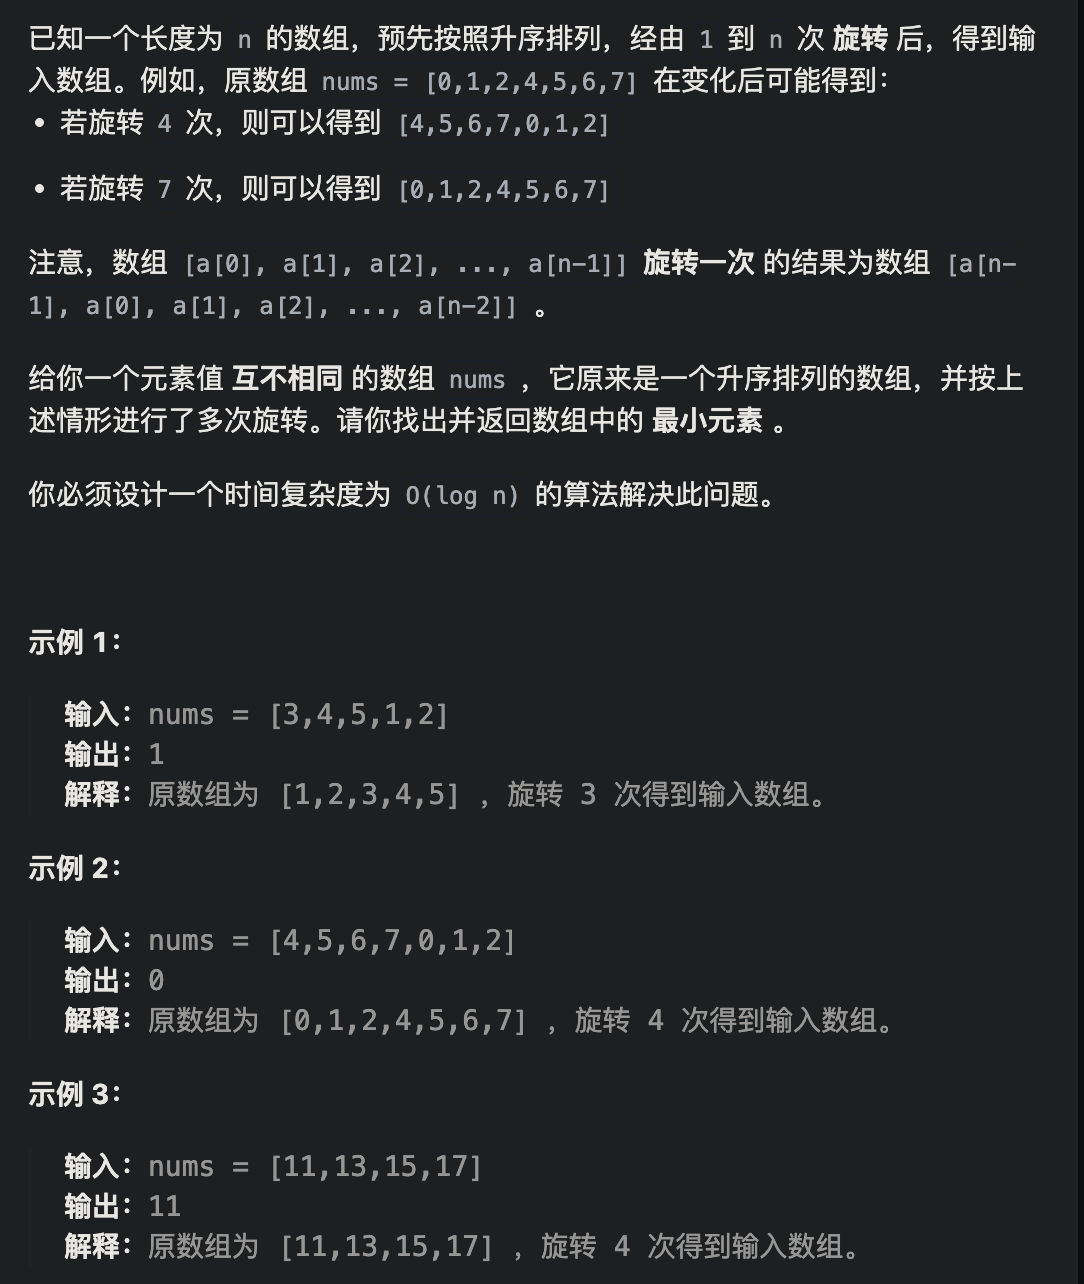 已知一个长度为 n 的数组，预先按照升序排列，经由 1 到 n 次 旋转 后，得到输
入数组。例如，原数组 nums = [0,1,2,4,5,6,7] 在变化后可能得到：
• 若旋转 4 次，则可以得到 [4,5,6,7,0,1,2]
• 若旋转 7 次，则可以得到 [0,1,2,4,5,6,7]
注意，数组 [a[0], a[1], a[2], ..., a[n-1]] 旋转一次 的结果为数组 [a[n-
1], a[0], a[1], a[2], ..., a[n-2]] 。
给你一个元素值 互不相同 的数组 nums ，它原来是一个升序排列的数组，并按上
述情形进行了多次旋转。请你找出并返回数组中的 最小元素 。
你必须设计一个时间复杂度为 O(log n) 的算法解决此问题。
示例 1：
输入：nums = [3,4,5,1,2]
输出：1
解释：原数组为 [1,2,3,4,5] ，旋转 3 次得到输入数组。
示例 2：
输入：nums = [4,5,6,7,0,1,2]
输出：0
解释：原数组为 [0,1,2,4,5,6,7] ，旋转 4 次得到输入数组。
示例 3：
输入：nums = [11,13,15,17]
输出：11
解释：原数组为 [11,13,15,17] ，旋转 4 次得到输入数组。